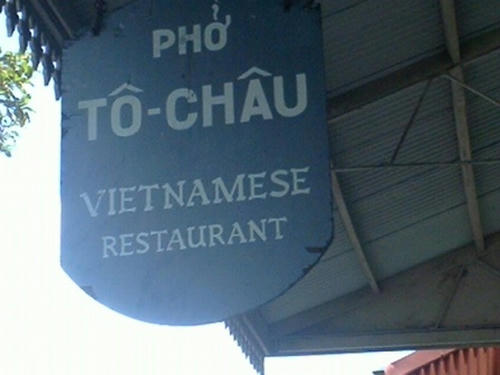 PHỞ
TÔ-CHÂU
VIETNAMESE
RESTAURANT